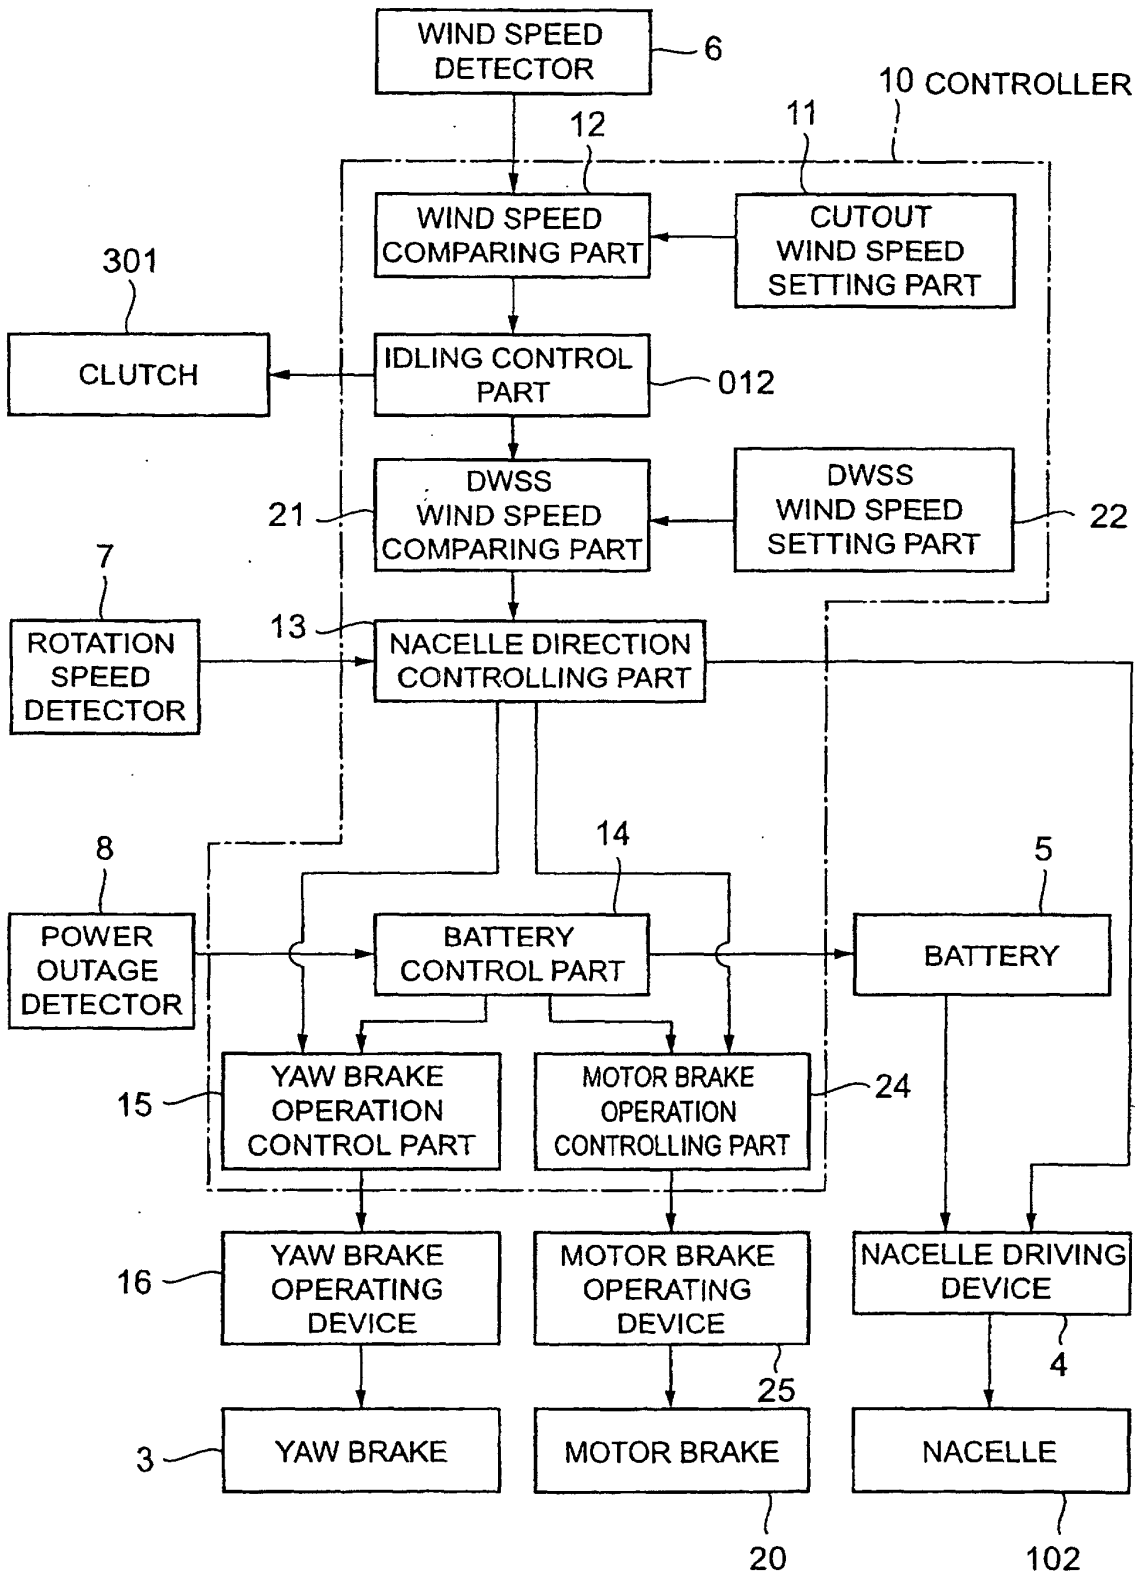 WIND SPEED
DETECTOR
6
10 CONTROLLER
12
11
WIND SPEED
COMPARING PART
CUTOUT
WIND SPEED
SETTING PART
301
CLUTCH
IDLING CONTROL
PART
012
21
DWSS
WIND SPEED
COMPARING PART
DWSS
WIND SPEED
SETTING PART
22
7
ROTATION
SPEED
DETECTOR
13
NACELLE DIRECTION
CONTROLLING PART
8
POWER
OUTAGE
DETECTOR
14
BATTERY
CONTROL PART
5
BATTERY
15
YAW BRAKE
OPERATION
CONTROL PART
MOTOR BRAKE
OPERATION
CONTROLLING PART
24
16
YAW BRAKE
OPERATING
DEVICE
MOTOR BRAKE
OPERATING
DEVICE
25
NACELLE DRIVING
DEVICE
4
3
YAW BRAKE
MOTOR BRAKE
20
NACELLE
102